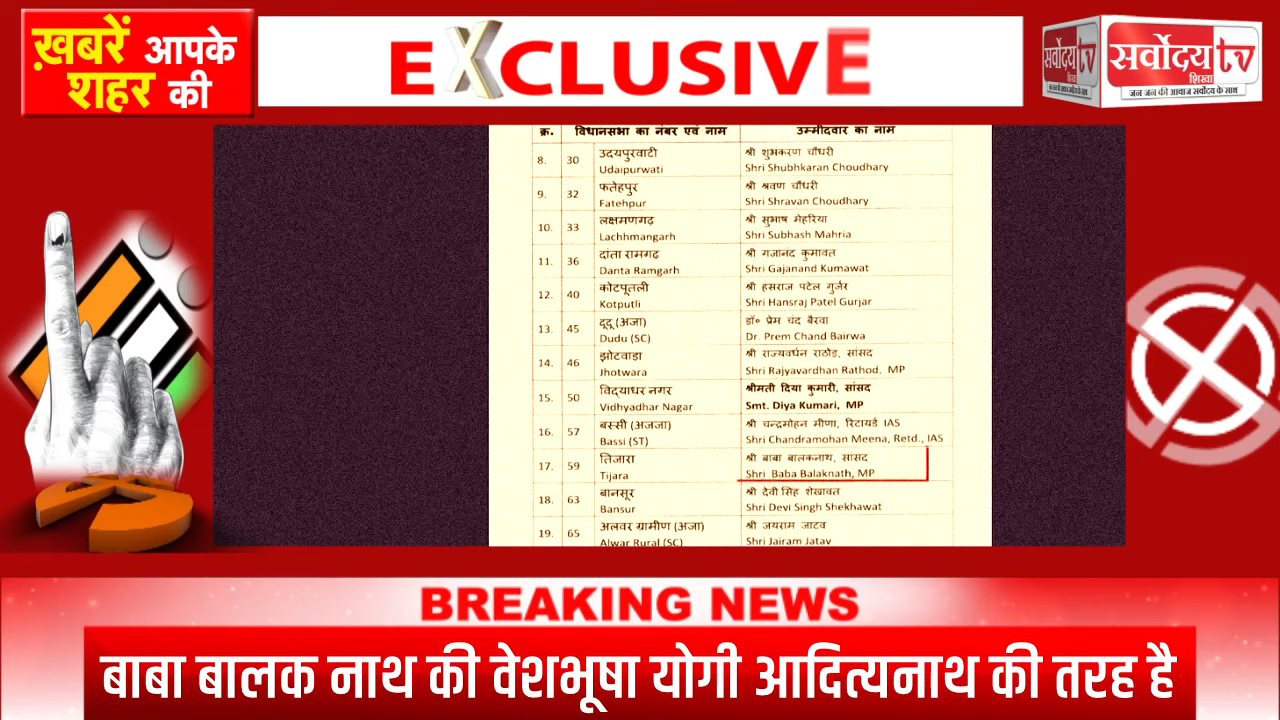 ख़बरें आपके
शहर की
EXCLUSIVE
सर्वोदय tv
शिखा
जन जन की आवाज सर्वोदय के साथ
क्र. विधानसभा का नंबर एवं नाम उम्मीदवार का नाम
8. 30 उदयपुरवाटी श्री शुभकरण चौधरी
Udaipurwati Shri Shubhkaran Choudhary
9. 32 फतेहपुर श्री श्रवण चौधरी
Fatehpur Shri Shravan Choudhary
10. 33 लक्षमणगढ़ श्री सुभाष मेहरिया
Lachhmangarh Shri Subhash Mahria
11. 36 दांता रामगढ़ श्री गजानंद कुमावत
Danta Ramgarh Shri Gajanand Kumawat
12. 40 कोटपूतली श्री हंसराज पटेल गुर्जर
Kotputli Shri Hansraj Patel Gurjar
13. 45 दूदू (अजा) डॉ॰ प्रेम चंद बैरवा
Dudu (SC) Dr. Prem Chand Bairwa
14. 46 झोटवाड़ा श्री राज्यवर्धन राठौड़, सांसद
Jhotwara Shri Rajyavardhan Rathod, MP
15. 50 विद्याधर नगर श्रीमती दिया कुमारी, सांसद
Vidhyadhar Nagar Smt. Diya Kumari, MP
16. 57 बस्सी (अजजा) श्री चन्द्रमोहन मीणा, रिटायर्ड IAS
Bassi (ST) Shri Chandramohan Meena, Retd., IAS
17. 59 तिजारा श्री बाबा बालकनाथ, सांसद
Tijara Shri Baba Balaknath, MP
18. 63 बानसूर श्री देवी सिंह शेखावत
Bansur Shri Devi Singh Shekhawat
19. 65 अलवर ग्रामीण (अजा) श्री जयराम जाटव
Alwar Rural (SC) Shri Jairam Jatav
BREAKING NEWS
बाबा बालक नाथ की वेशभूषा योगी आदित्यनाथ की तरह है